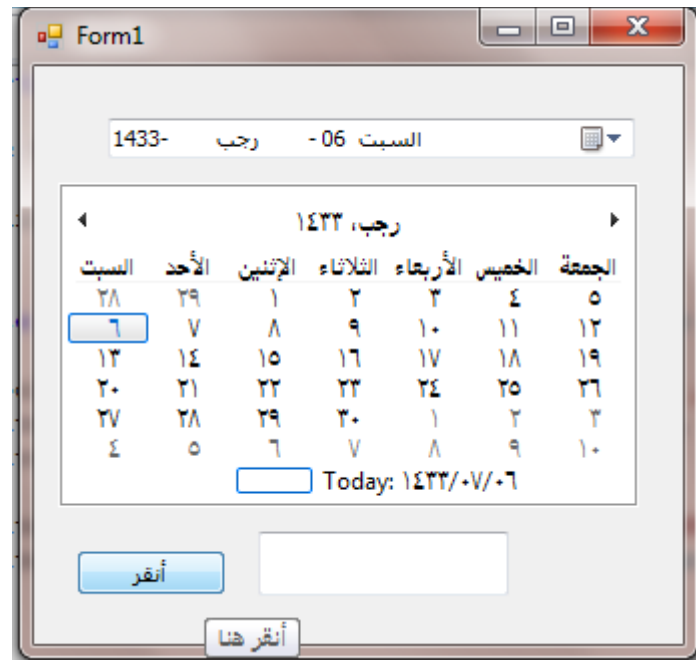 Form1
السبت 06 - رجب -1433
رجب، ١٤٣٣
السبت الأحد الإثنين الثلاثاء الأربعاء الخميس الجمعة
٢٨ ٢٩ ١ ٢ ٣ ٤ ٥
٦ ٧ ٨ ٩ ١٠ ١١ ١٢
١٣ ١٤ ١٥ ١٦ ١٧ ١٨ ١٩
٢٠ ٢١ ٢٢ ٢٣ ٢٤ ٢٥ ٢٦
٢٧ ٢٨ ٢٩ ٣٠ ١ ٢ ٣
٤ ٥ ٦ ٧ ٨ ٩ ١٠
Today: ١٤٣٣/٠٧/٠٦
أنقر
أنقر هنا